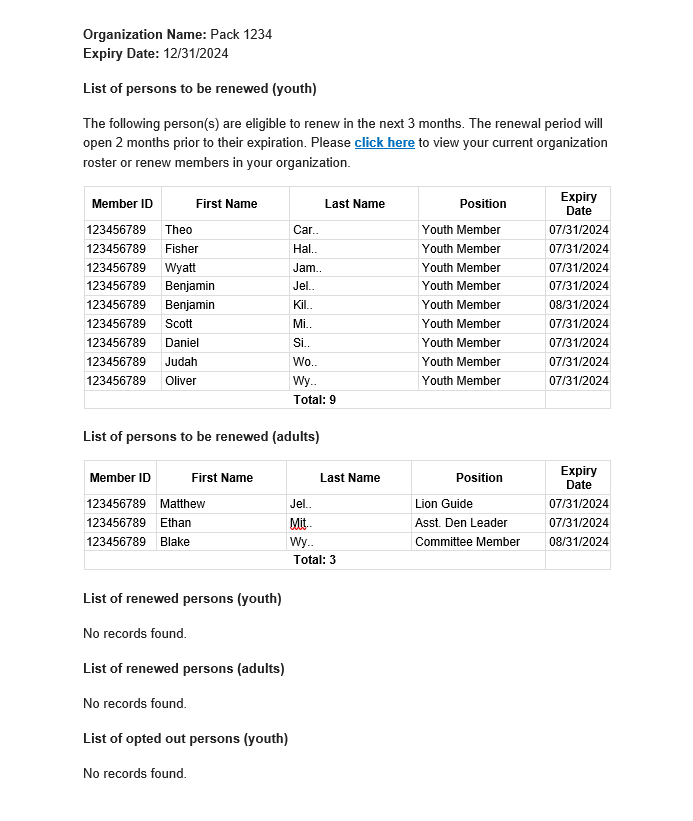 Organization Name: Pack 1234
Expiry Date: 12/31/2024
List of persons to be renewed (youth)
The following person(s) are eligible to renew in the next 3 months. The renewal period will
open 2 months prior to their expiration. Please click here to view your current organization
roster or renew members in your organization.
Member ID First Name Last Name Position Expiry Date
123456789 Theo Car.. Youth Member 07/31/2024
123456789 Fisher Hal.. Youth Member 07/31/2024
123456789 Wyatt Jam.. Youth Member 07/31/2024
123456789 Benjamin Jel.. Youth Member 07/31/2024
123456789 Benjamin Kil.. Youth Member 08/31/2024
123456789 Scott Mi.. Youth Member 07/31/2024
123456789 Daniel Si.. Youth Member 07/31/2024
123456789 Judah Wo.. Youth Member 07/31/2024
123456789 Oliver Wy.. Youth Member 07/31/2024
Total: 9
List of persons to be renewed (adults)
Member ID First Name Last Name Position Expiry Date
123456789 Matthew Jel.. Lion Guide 07/31/2024
123456789 Ethan Mit.. Asst. Den Leader 07/31/2024
123456789 Blake Wy.. Committee Member 08/31/2024
Total: 3
List of renewed persons (youth)
No records found.
List of renewed persons (adults)
No records found.
List of opted out persons (youth)
No records found.